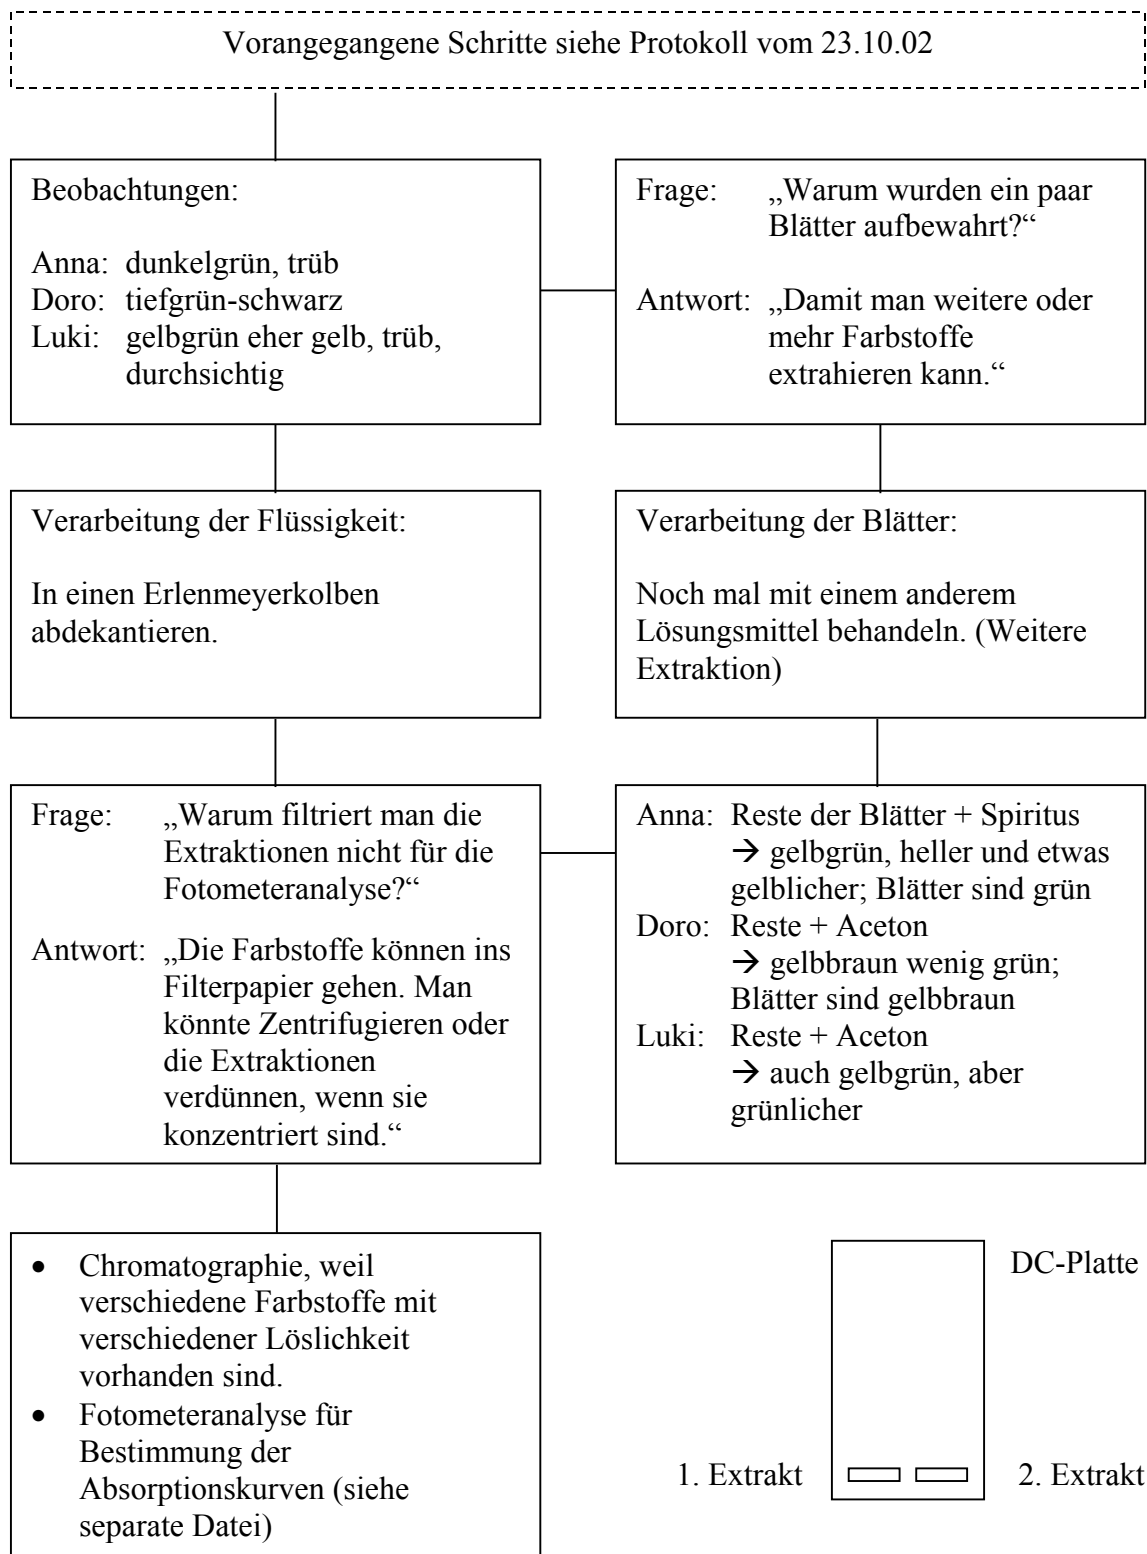 Vorangegangene Schritte siehe Protokoll vom 23.10.02
Beobachtungen:
Anna: dunkelgrün, trüb
Doro: tiefgrün-schwarz
Luki: gelbgrün eher gelb, trüb,
durchsichtig
Frage: „Warum wurden ein paar
Blätter aufbewahrt?“
Antwort: „Damit man weitere oder
mehr Farbstoffe
extrahieren kann.“
Verarbeitung der Flüssigkeit:
In einen Erlenmeyerkolben
abdekantieren.
Verarbeitung der Blätter:
Noch mal mit einem anderem
Lösungsmittel behandeln. (Weitere
Extraktion)
Frage: „Warum filtriert man die
Extraktionen nicht für die
Fotometeranalyse?“
Antwort: „Die Farbstoffe können ins
Filterpapier gehen. Man
könnte Zentrifugieren oder
die Extraktionen
verdünnen, wenn sie
konzentriert sind.“
Anna: Reste der Blätter + Spiritus
→ gelbgrün, heller und etwas
gelblicher; Blätter sind grün
Doro: Reste + Aceton
→ gelbbraun wenig grün;
Blätter sind gelbbraun
Luki: Reste + Aceton
→ auch gelbgrün, aber
grünlicher
• Chromatographie, weil
verschiedene Farbstoffe mit
verschiedener Löslichkeit
vorhanden sind.
• Fotometeranalyse für
Bestimmung der
Absorptionskurven (siehe
separate Datei)
DC-Platte
1. Extrakt
2. Extrakt